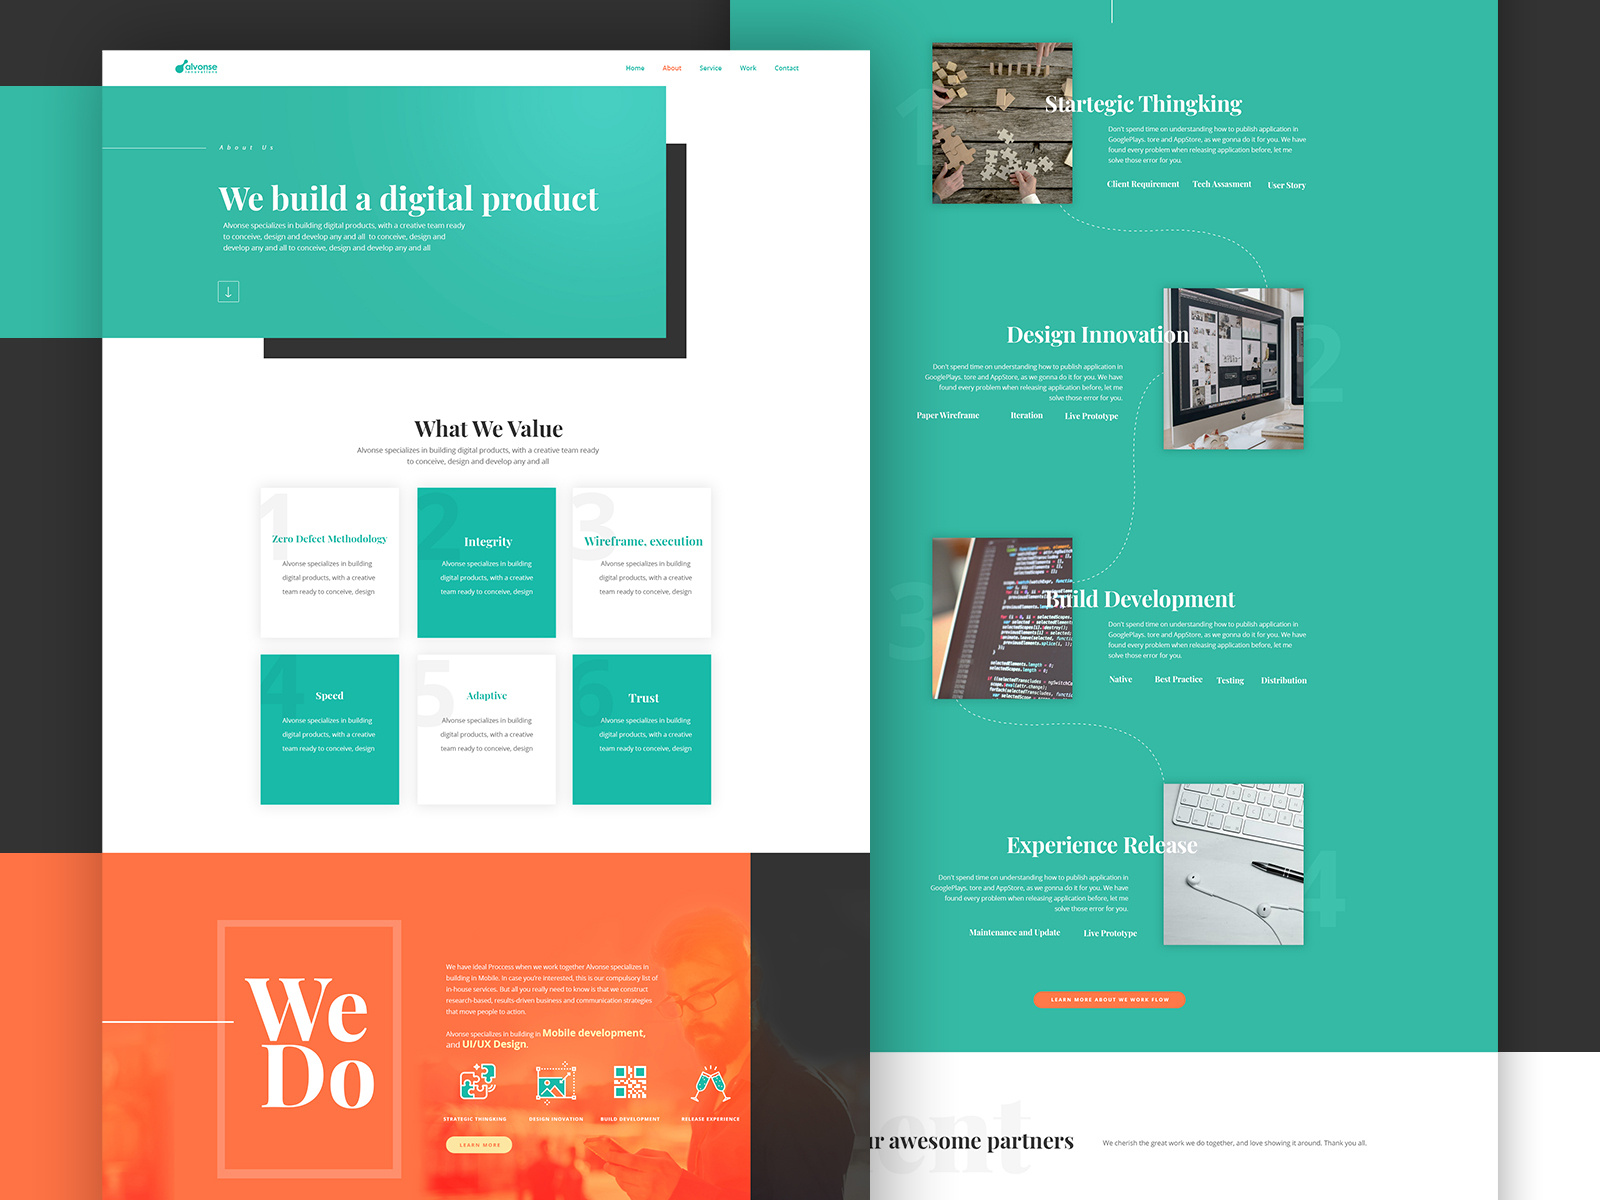 alvonse
innovations
Home About Service Work Contact
About Us
We build a digital product
Alvonse specializes in building digital products, with a creative team ready
to conceive, design and develop any and all to conceive, design and
develop any and all to conceive, design and develop any and all
What We Value
Alvonse specializes in building digital products, with a creative team ready
to conceive, design and develop any and all
1
Zero Defect Methodology
Alvonse specializes in building
digital products, with a creative
team ready to conceive, design
2
Integrity
Alvonse specializes in building
digital products, with a creative
team ready to conceive, design
3
Wireframe, execution
Alvonse specializes in building
digital products, with a creative
team ready to conceive, design
4
Speed
Alvonse specializes in building
digital products, with a creative
team ready to conceive, design
5
Adaptive
Alvonse specializes in building
digital products, with a creative
team ready to conceive, design
6
Trust
Alvonse specializes in building
digital products, with a creative
team ready to conceive, design
We
Do
We have ideal Proccess when we work together Alvonse specializes in
building in Mobile. In case you're interested, this is our compulsory list of
in-house services. But all you really need to know is that we construct
research-based, results-driven business and communication strategies
that move people to action.
Alvonse specializes in building in Mobile development,
and UI/UX Design.
STRATEGIC THINGKING
DESIGN INOVATION
BUILD DEVELOPMENT
RELEASE EXPERIENCE
LEARN MORE
1
Startegic Thingking
Don't spend time on understanding how to publish application in
GooglePlays. tore and AppStore, as we gonna do it for you. We have
found every problem when releasing application before, let me
solve those error for you.
Client Requirement Tech Assasment User Story
2
Design Innovation
Don't spend time on understanding how to publish application in
GooglePlays. tore and AppStore, as we gonna do it for you. We have
found every problem when releasing application before, let me
solve those error for you.
Paper Wireframe Iteration Live Prototype
3
Build Development
Don't spend time on understanding how to publish application in
GooglePlays. tore and AppStore, as we gonna do it for you. We have
found every problem when releasing application before, let me
solve those error for you.
Native Best Practice Testing Distribution
4
Experience Release
Don't spend time on understanding how to publish application in
GooglePlays. tore and AppStore, as we gonna do it for you. We have
found every problem when releasing application before, let me
solve those error for you.
Maintenance and Update Live Prototype
LEARN MORE ABOUT WE WORK FLOW
ent
ur awesome partners
We cherish the great work we do together, and love showing it around. Thank you all.